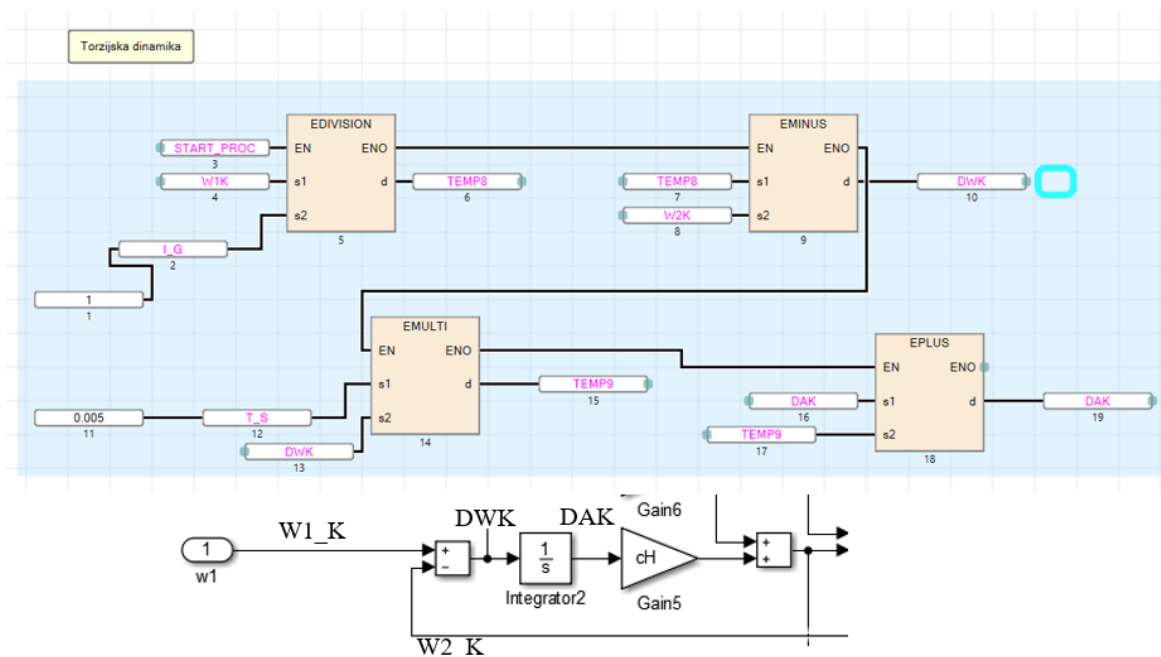 Torzijska dinamika
EDIVISION
EMINUS
START_PROC
EN
ENO
EN
ENO
3
W1K
s1
d
TEMP8
TEMP8
s1
d
DWK
4
6
7
10
s2
W2K
s2
8
I_G
5
9
2
1
1
EMULTI
EN
ENO
EPLUS
EN
ENO
s1
d
TEMP9
15
0.005
T_S
s2
DAK
s1
d
DAK
11
12
16
19
DWK
14
TEMP9
s2
13
17
18
Gain6
W1_K
DWK
DAK
1
w1
+
−
1
s
cH
+
+
Integrator2
Gain5
W2_K